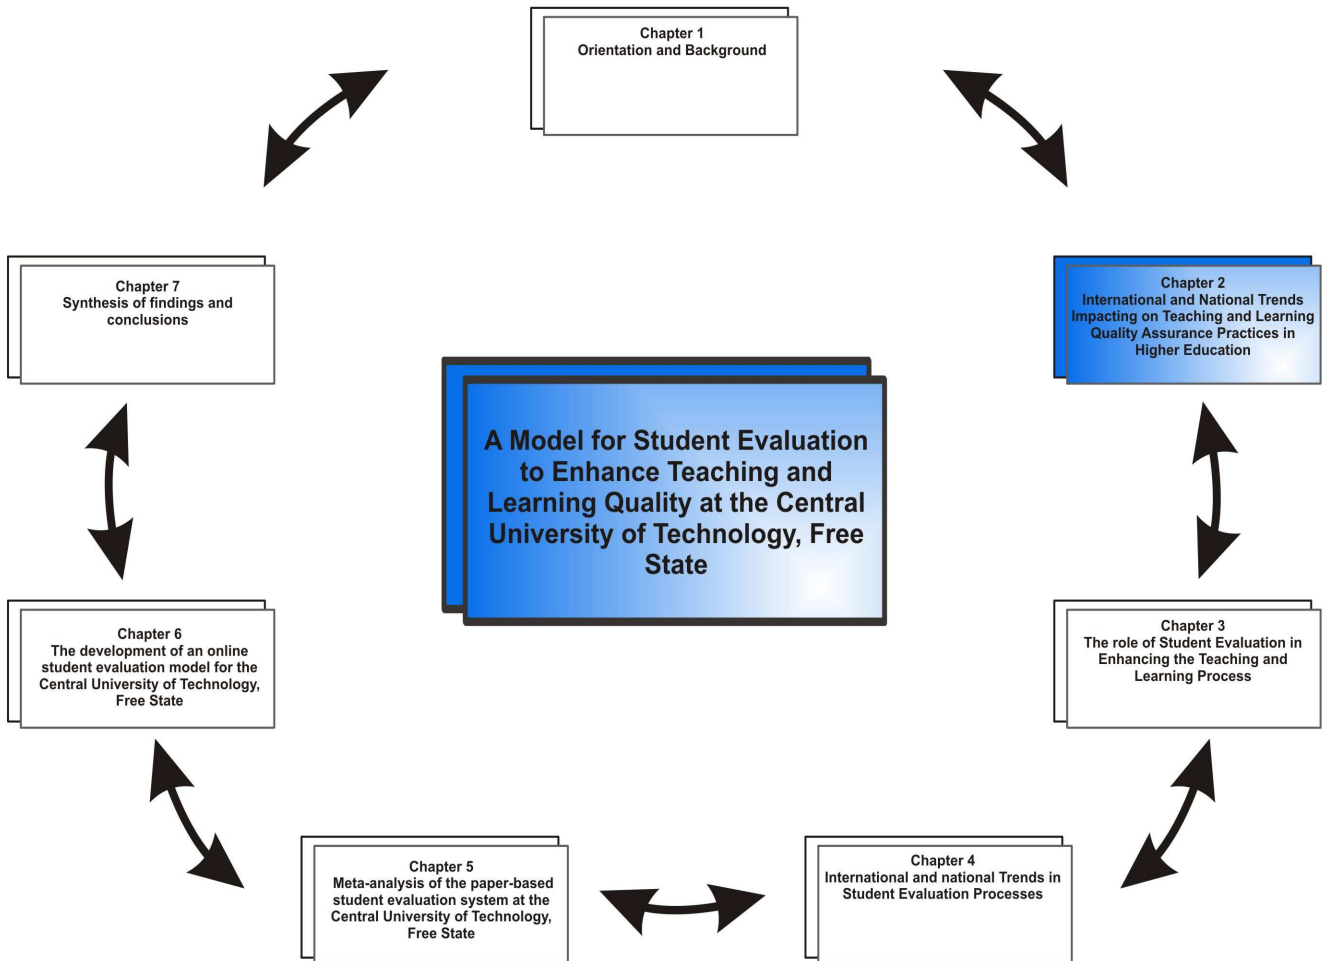 Chapter 1
Orientation and Background
Chapter 7
Synthesis of findings and
conclusions
Chapter 2
International and National Trends
Impacting on Teaching and Learning
Quality Assurance Practices in
Higher Education
A Model for Student Evaluation
to Enhance Teaching and
Learning Quality at the Central
University of Technology, Free
State
Chapter 6
The development of an online
student evaluation model for the
Central University of Technology,
Free State
Chapter 3
The role of Student Evaluation in
Enhancing the Teaching and
Learning Process
Chapter 5
Meta-analysis of the paper-based
student evaluation system at the
Central University of Technology,
Free State
Chapter 4
International and national Trends in
Student Evaluation Processes